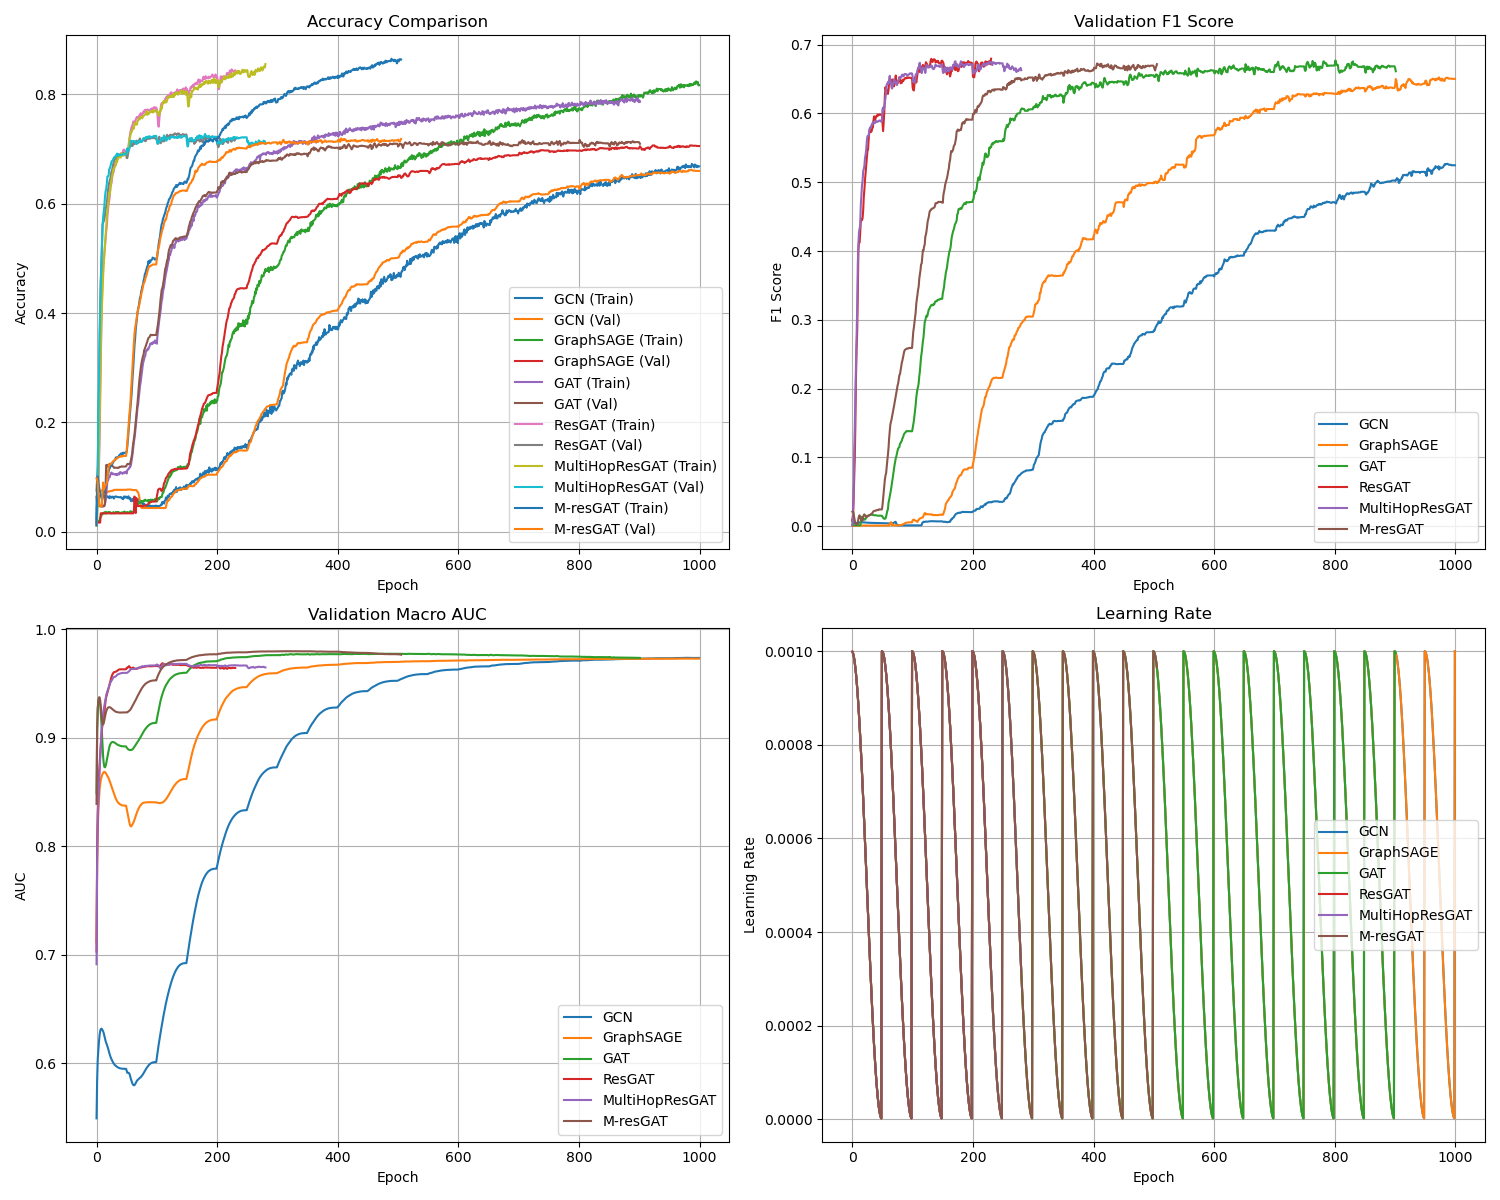 Accuracy Comparison
Accuracy
0.8
0.6
0.4
0.2
0.0
GCN (Train)
GCN (Val)
GraphSAGE (Train)
GraphSAGE (Val)
GAT (Train)
GAT (Val)
ResGAT (Train)
ResGAT (Val)
MultiHopResGAT (Train)
MultiHopResGAT (Val)
M-resGAT (Train)
M-resGAT (Val)
0 200 400 600 800 1000
Epoch
Validation F1 Score
F1 Score
0.7
0.6
0.5
0.4
0.3
0.2
0.1
0.0
GCN
GraphSAGE
GAT
ResGAT
MultiHopResGAT
M-resGAT
0 200 400 600 800 1000
Epoch
Validation Macro AUC
AUC
1.0
0.9
0.8
0.7
0.6
GCN
GraphSAGE
GAT
ResGAT
MultiHopResGAT
M-resGAT
0 200 400 600 800 1000
Epoch
Learning Rate
Learning Rate
0.0010
0.0008
0.0006
0.0004
0.0002
0.0000
GCN
GraphSAGE
GAT
ResGAT
MultiHopResGAT
M-resGAT
0 200 400 600 800 1000
Epoch